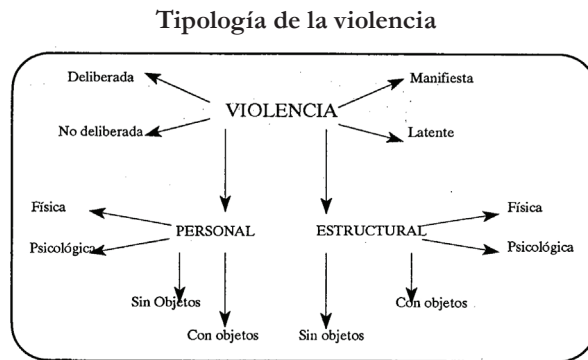 Tipología de la violencia
Deliberada
Manifiesta
VIOLENCIA
No deliberada
Latente
Física
Física
PERSONAL
ESTRUCTURAL
Psicológica
Psicológica
Sin Objetos
Con objetos
Con objetos
Sin objetos